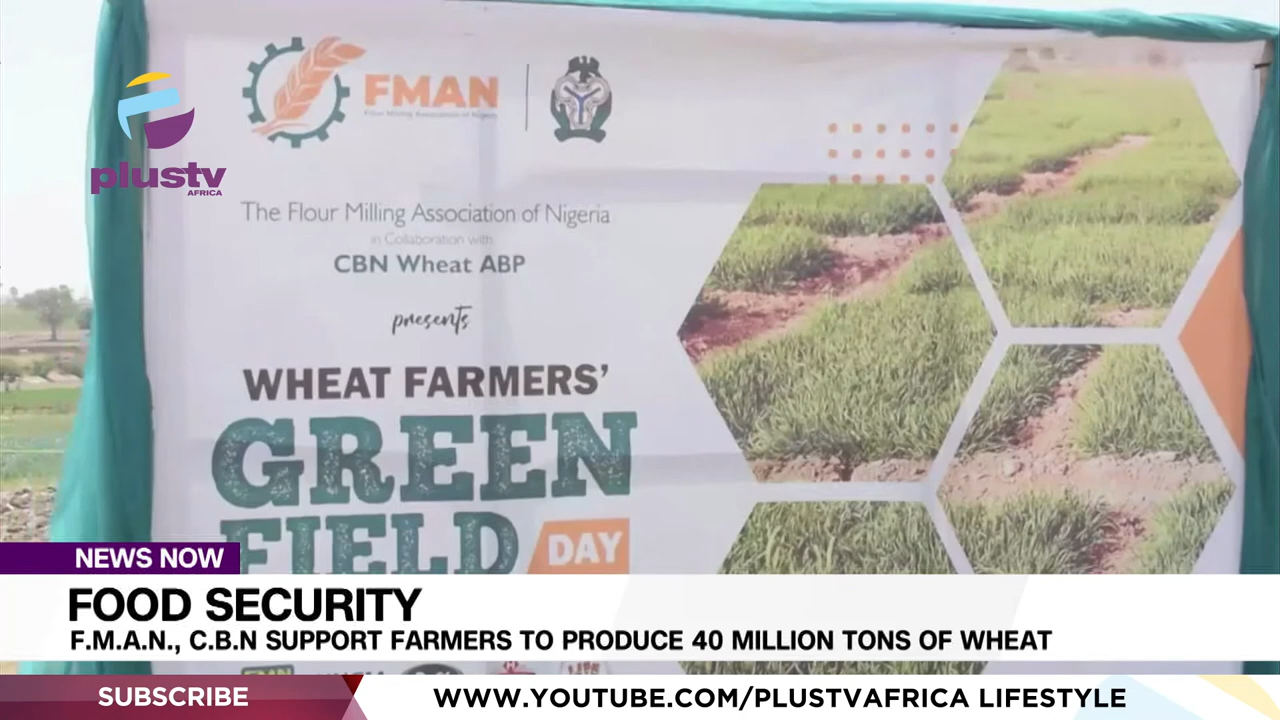 FMAN
Flour Milling Association of Nigeria
plustv
AFRICA
The Flour Milling Association of Nigeria
in Collaboration with
CBN Wheat ABP
presents
WHEAT FARMERS'
GREEN
FIELD DAY
NEWS NOW
FOOD SECURITY
F.M.A.N., C.B.N SUPPORT FARMERS TO PRODUCE 40 MILLION TONS OF WHEAT
SUBSCRIBE
WWW.YOUTUBE.COM/PLUSTVAFRICA LIFESTYLE